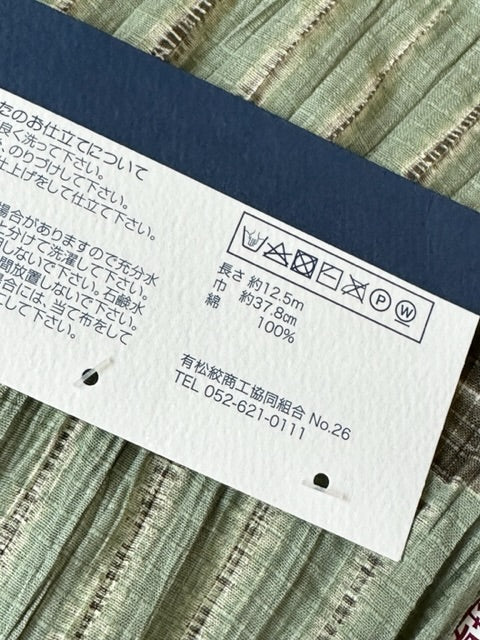 たのお仕立てについて
良く洗って下さい。
、のりづけして下さい。
仕上げをして仕立て下さい。
場合がありますので充分水
分けて洗濯して下さい。
しないで下さい。石鹸水
間放置しないで下さい。
合には、当て布をして
にして下さい。
P W
長さ 約12.5m
巾 約37.8cm
綿 100%
有松絞商工協同組合 No.26
TEL 052-621-0111